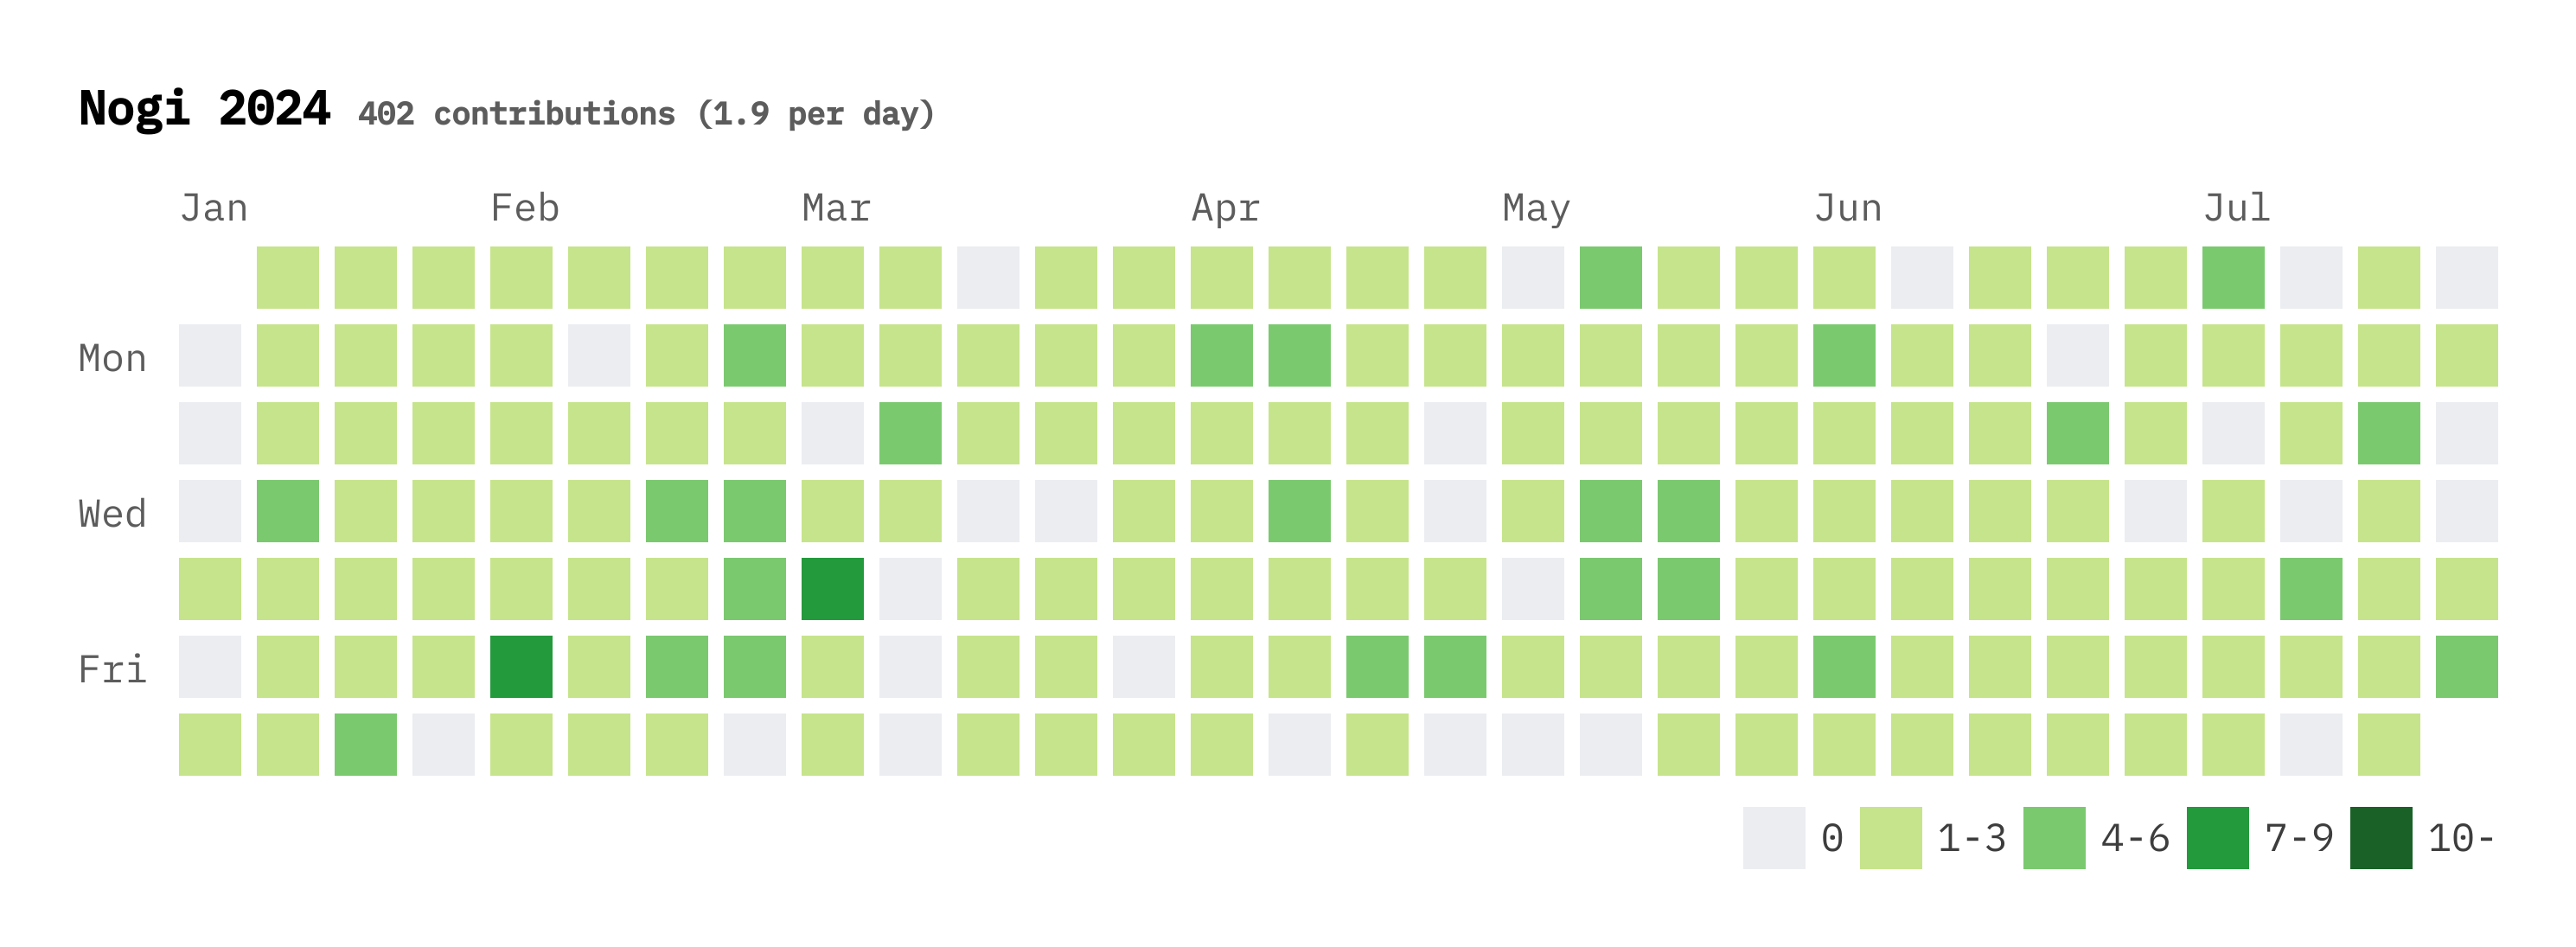 Nogi 2024 402 contributions (1.9 per day)
Jan Feb Mar Apr May Jun Jul
Mon
Wed
Fri
0 1-3 4-6 7-9 10-